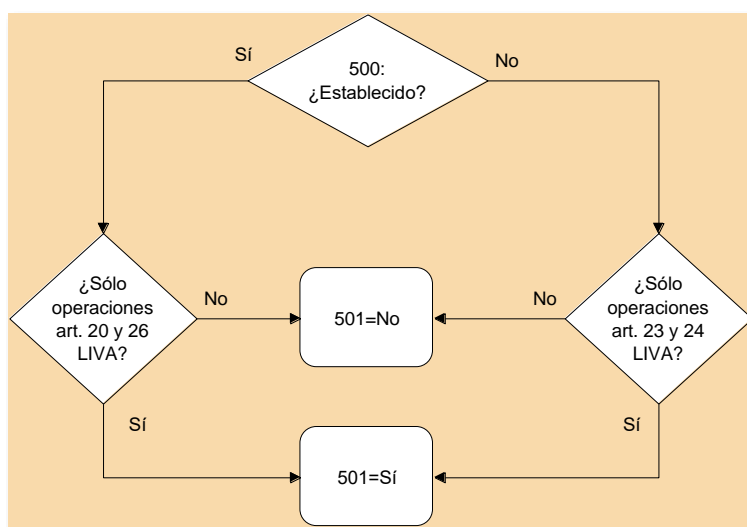 Sí
500:
¿Establecido?
No
¿Sólo
operaciones
art. 20 y 26
LIVA?
No
501=No
No
¿Sólo
operaciones
art. 23 y 24
LIVA?
Sí
501=Sí
Sí